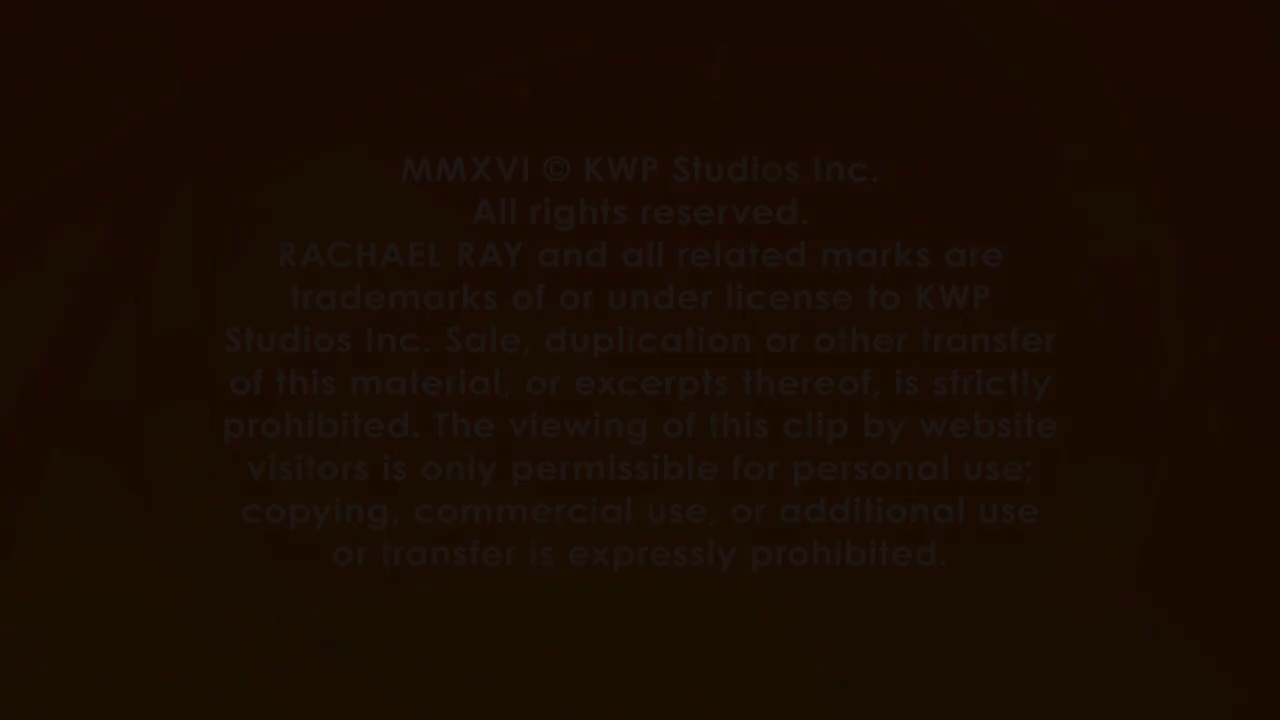 MMXVI © KWP Studios Inc.
All rights reserved.
RACHAEL RAY and all related marks are
trademarks of or under license to KWP
Studios Inc. Sale, duplication or other transfer
of this material, or excerpts thereof, is strictly
prohibited. The viewing of this clip by website
visitors is only permissible for personal use;
copying, commercial use, or additional use
or transfer is expressly prohibited.